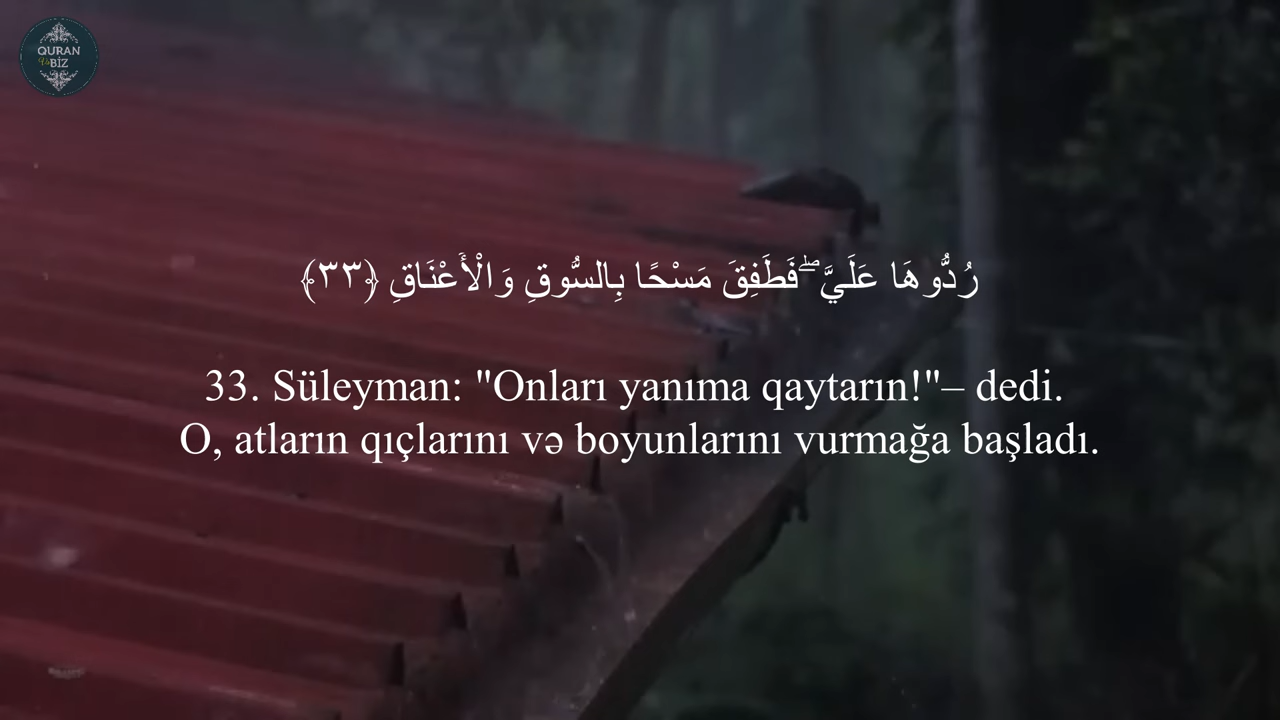 QURAN
və
BİZ
رُدُّوهَا عَلَيَّ ۖ فَطَفِقَ مَسْحًا بِالسُّوقِ وَالْأَعْنَاقِ ﴿٣٣﴾
33. Süleyman: "Onları yanıma qaytarın!"– dedi.
O, atların qıçlarını və boyunlarını vurmağa başladı.